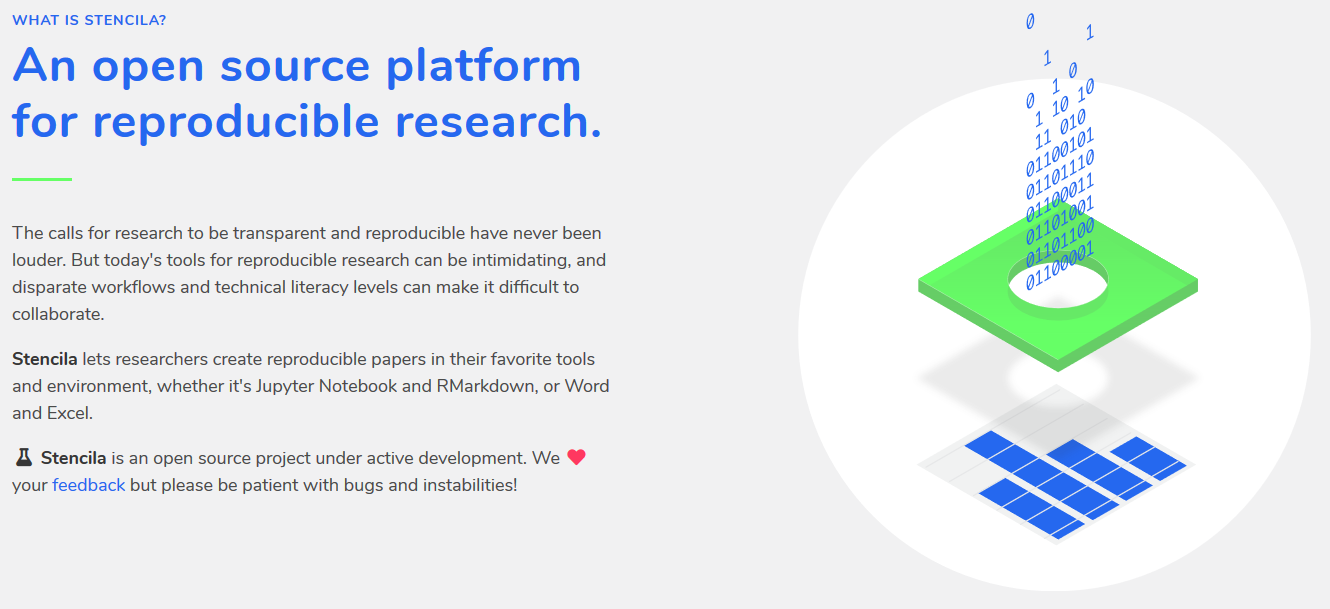 WHAT IS STENCILA?
An open source platform
for reproducible research.
The calls for research to be transparent and reproducible have never been
louder. But today's tools for reproducible research can be intimidating, and
disparate workflows and technical literacy levels can make it difficult to
collaborate.
Stencila lets researchers create reproducible papers in their favorite tools
and environment, whether it's Jupyter Notebook and RMarkdown, or Word
and Excel.
Stencila is an open source project under active development. We
your feedback but please be patient with bugs and instabilities!
0
1
1
0
1
0 10
1 10
11 010
01100101
01101110
01100011
01101001
01101100
01100001